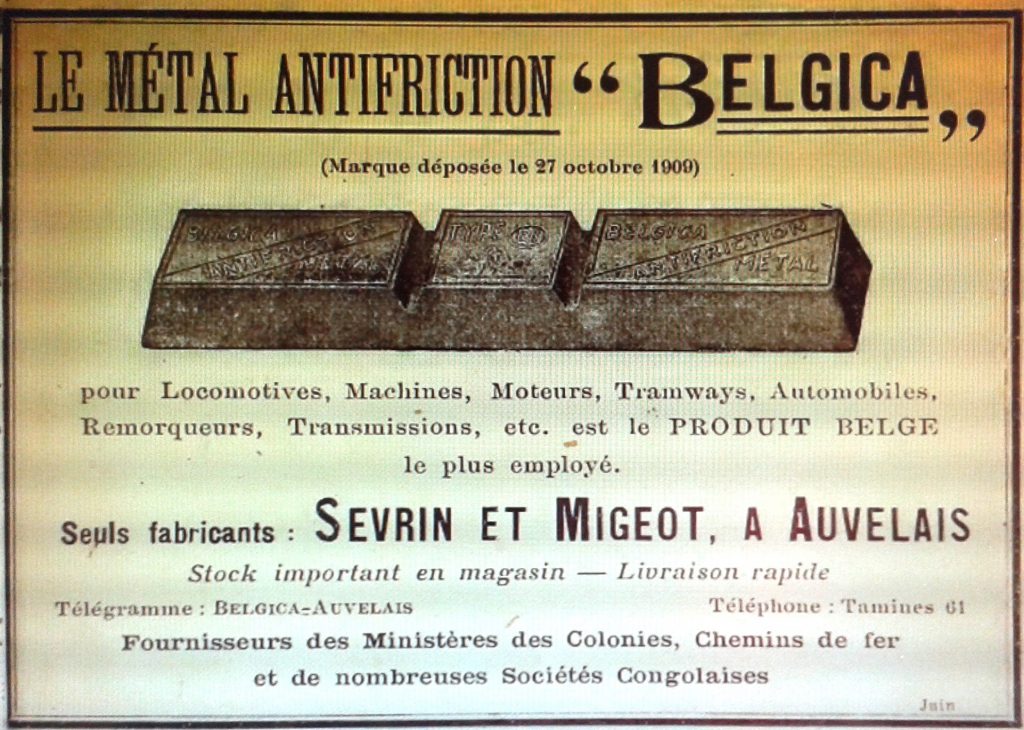 LE MÉTAL ANTIFRICTION “BELGICA„
(Marque déposée le 27 octobre 1909)
BELGICA
ANTIFRICTION
METAL
TYPE
BELGICA
ANTIFRICTION
METAL
pour Locomotives, Machines, Moteurs, Tramways, Automobiles,
Remorqueurs, Transmissions, etc. est le PRODUIT BELGE
le plus employé.
Seuls fabricants : SEVRIN ET MIGEOT, A AUVELAIS
Stock important en magasin — Livraison rapide
Télégramme : BELGICA-AUVELAIS Téléphone : Tamines 61
Fournisseurs des Ministères des Colonies, Chemins de fer
et de nombreuses Sociétés Congolaises
Juin